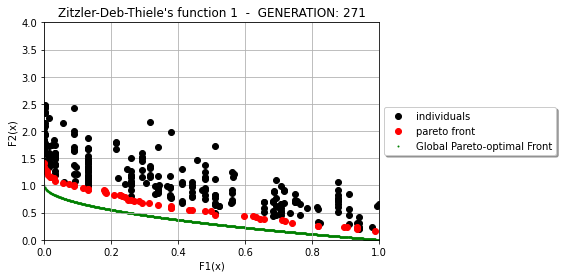 Zitzler-Deb-Thiele's function 1 - GENERATION: 271
4.0
3.5
3.0
2.5
2.0
1.5
1.0
0.5
0.0
F2(x)
0.0 0.2 0.4 0.6 0.8 1.0
F1(x)
individuals
pareto front
Global Pareto-optimal Front